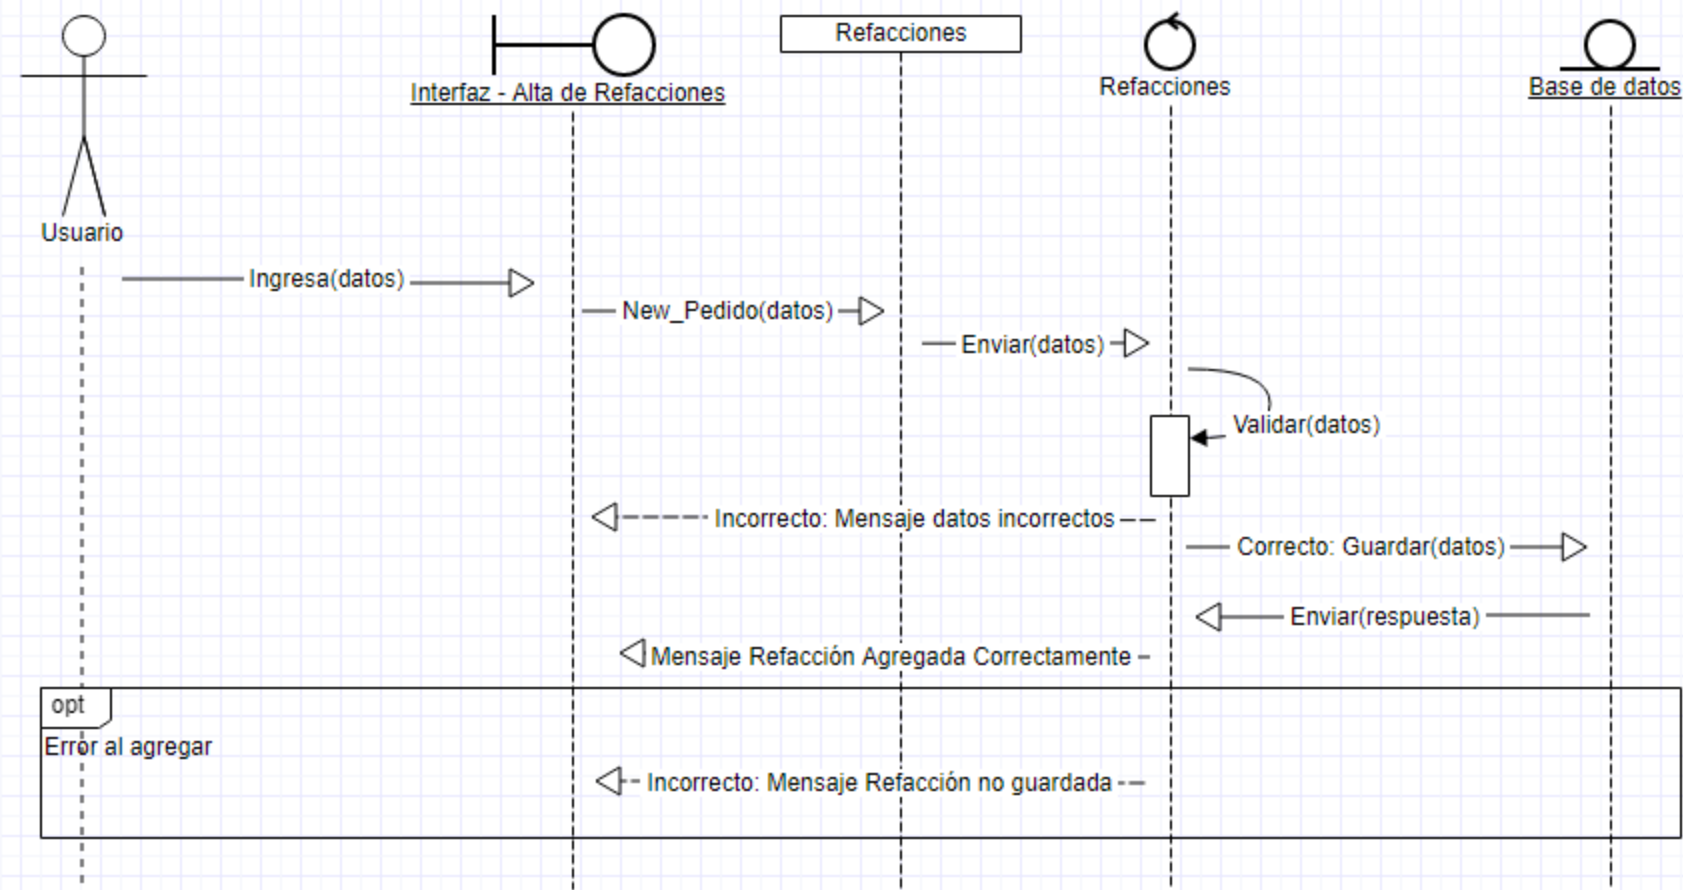 Refacciones
Interfaz - Alta de Refacciones
Refacciones
Base de datos
Usuario
Ingresa(datos)
New_Pedido(datos)
Enviar(datos)
Validar(datos)
Incorrecto: Mensaje datos incorrectos
Correcto: Guardar(datos)
Enviar(respuesta)
Mensaje Refacción Agregada Correctamente
opt
Error al agregar
Incorrecto: Mensaje Refacción no guardada